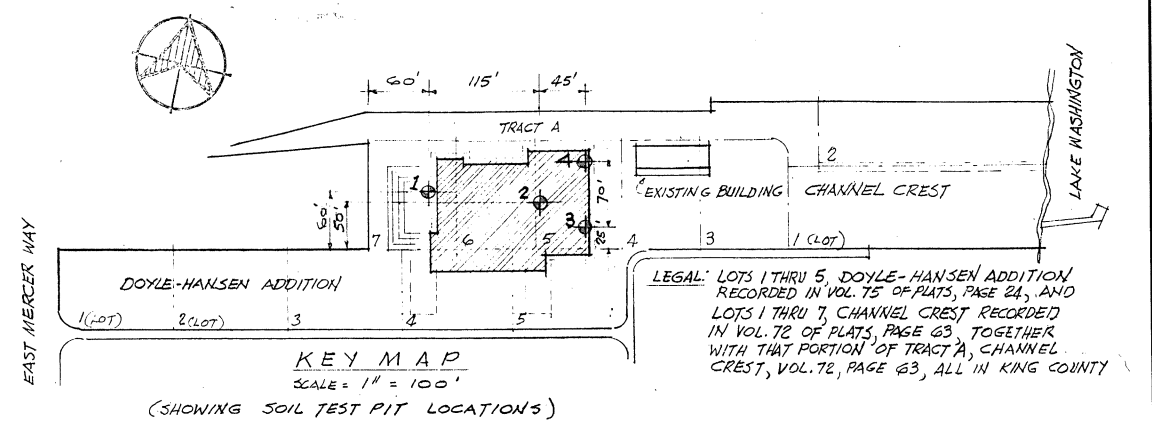 60' 115' 45'
TRACT A
LAKE WASHINGTON
2
4
1
2
60'
50'
70'
EXISTING BUILDING
CHANNEL CREST
3
25'
7
6
5
4
3
1 (LOT)
EAST MERCER WAY
DOYLE-HANSEN ADDITION
1 (LOT)
2 (LOT)
3
4
5
LEGAL: LOTS 1 THRU 5, DOYLE-HANSEN ADDITION
RECORDED IN VOL. 75 OF PLATS, PAGE 24, AND
LOTS 1 THRU 7, CHANNEL CREST RECORDED
IN VOL. 72 OF PLATS, PAGE 63, TOGETHER
WITH THAT PORTION OF TRACT A, CHANNEL
CREST, VOL. 72, PAGE 63, ALL IN KING COUNTY
KEY MAP
SCALE = 1" = 100'
(SHOWING SOIL TEST PIT LOCATIONS)